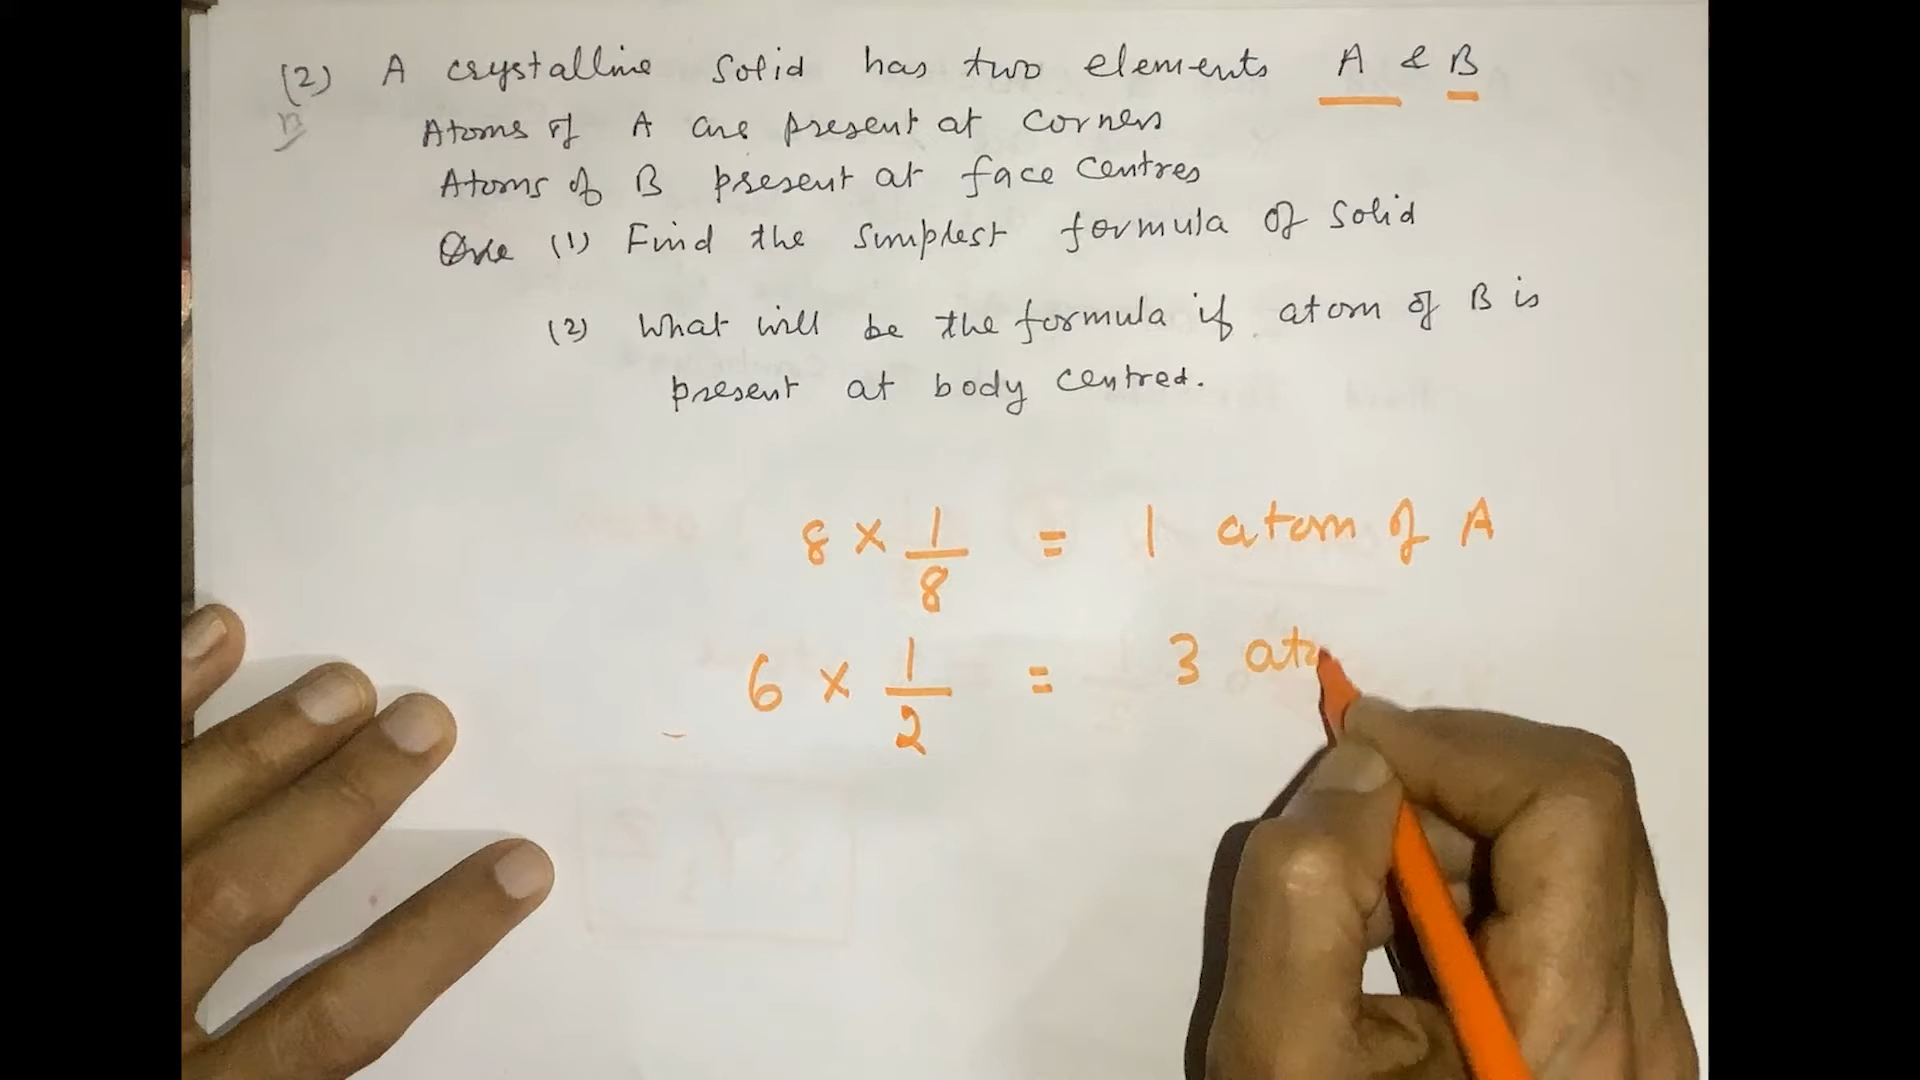 (2) A crystalline solid has two elements A & B
B
Atoms of A are present at corners
Atoms of B present at face centres
(1) Find the simplest formula of solid
(2) What will be the formula if atom of B is
present at body centred.
8 × 1/8 = 1 atom of A
6 × 1/2 = 3 ato